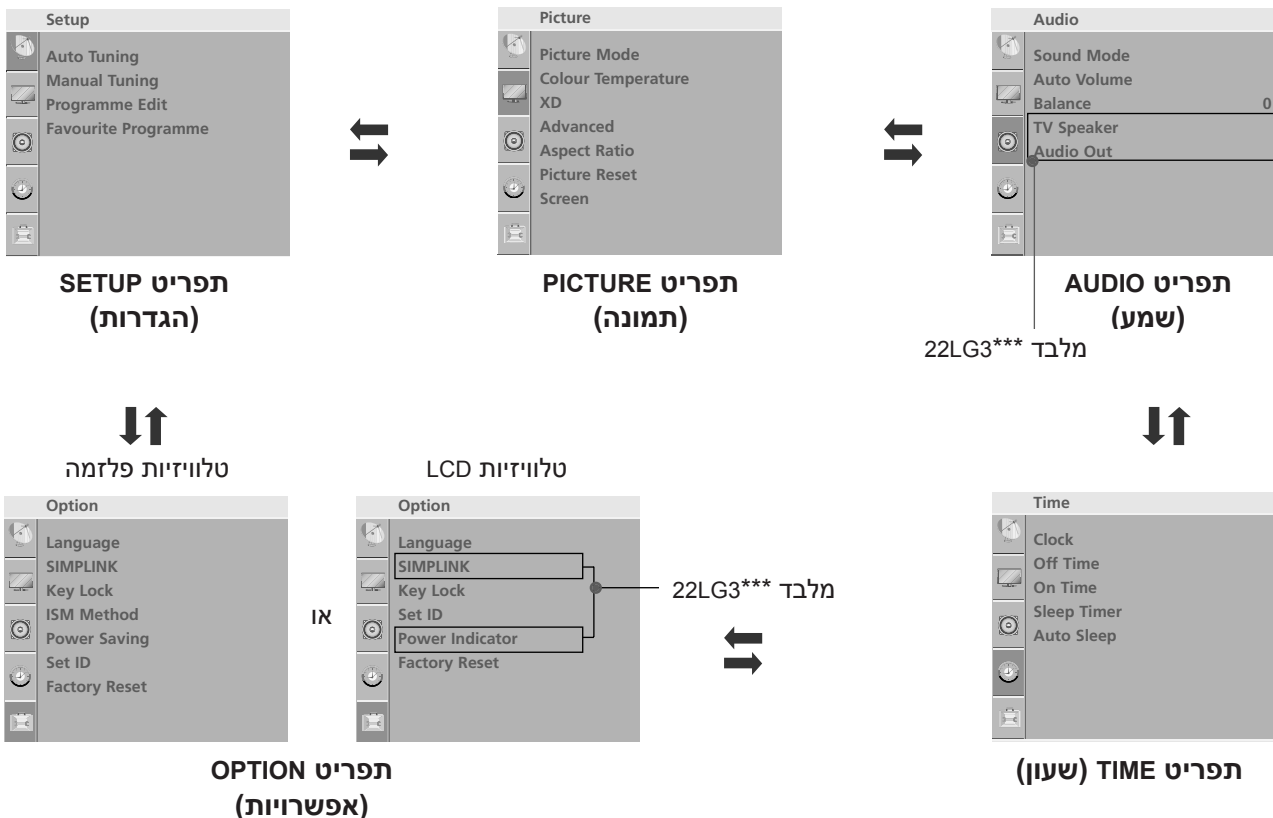 Setup
Auto Tuning
Manual Tuning
Programme Edit
Favourite Programme
תפריט SETUP
(הגדרות)
Picture
Picture Mode
Colour Temperature
XD
Advanced
Aspect Ratio
Picture Reset
Screen
תפריט PICTURE
(תמונה)
Audio
Sound Mode
Auto Volume
Balance 0
TV Speaker
Audio Out
תפריט AUDIO
(שמע)
מלבד 22LG3***
טלוויזיות פלזמה
Option
Language
SIMPLINK
Key Lock
ISM Method
Power Saving
Set ID
Factory Reset
או
טלוויזיות LCD
Option
Language
SIMPLINK
Key Lock
Set ID
Power Indicator
Factory Reset
מלבד 22LG3***
תפריט OPTION
(אפשרויות)
Time
Clock
Off Time
On Time
Sleep Timer
Auto Sleep
תפריט TIME (שעון)